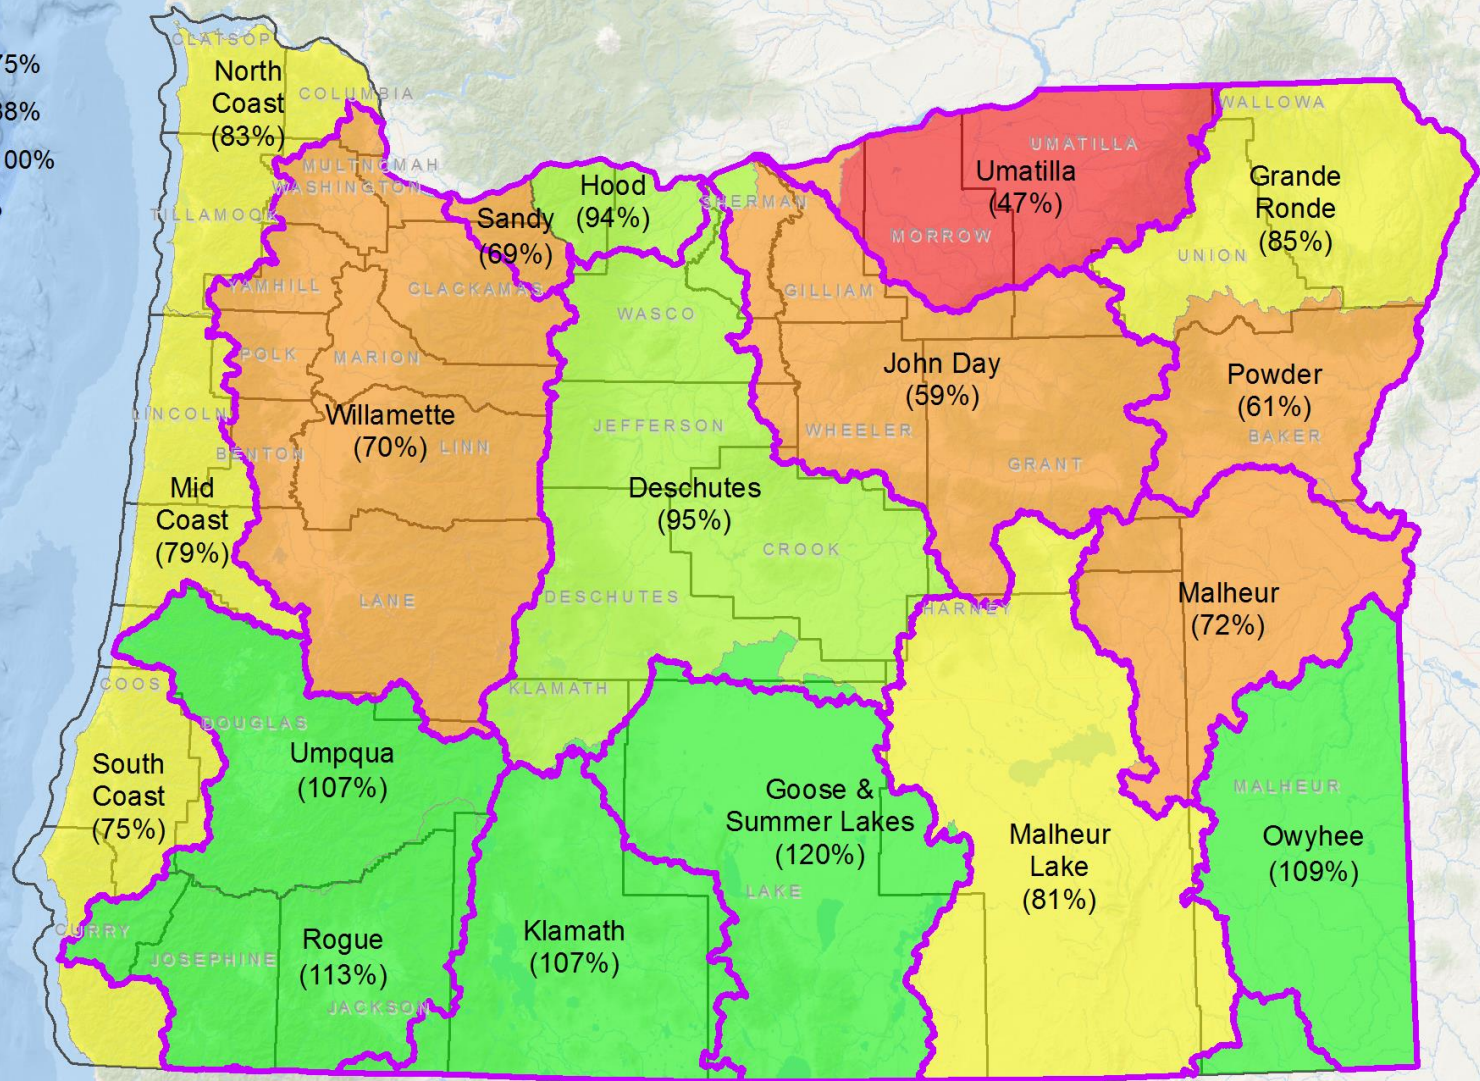 75%
88%
00%
CLATSOP
North
Coast
(83%)
COLUMBIA
MULTNOMAH
WASHINGTON
TILLAMOOK
YAMHILL
CLACKAMAS
Sandy
(69%)
Hood
(94%)
SHERMAN
WASCO
GILLIAM
MORROW
UMATILLA
Umatilla
(47%)
WALLOWA
Grande
Ronde
(85%)
UNION
POLK
MARION
Willamette
(70%)
LINN
LINCOLN
BENTON
JEFFERSON
John Day
(59%)
WHEELER
GRANT
Powder
(61%)
BAKER
Mid
Coast
(79%)
Deschutes
(95%)
CROOK
LANE
DESCHUTES
HARNEY
Malheur
(72%)
COOS
DOUGLAS
KLAMATH
Umpqua
(107%)
South
Coast
(75%)
Goose &
Summer Lakes
(120%)
LAKE
Malheur
Lake
(81%)
MALHEUR
Owyhee
(109%)
CURRY
JOSEPHINE
Rogue
(113%)
JACKSON
Klamath
(107%)